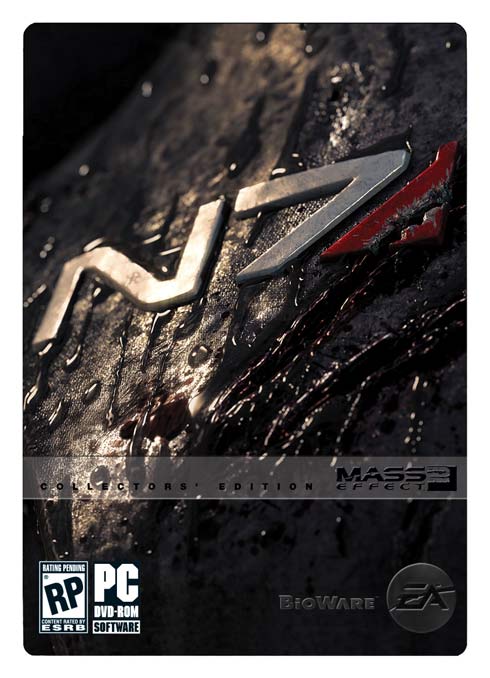 N7
COLLECTORS' EDITION
MASS
EFFECT 2
RATING PENDING
RP
CONTENT RATED BY
ESRB
PC
DVD-ROM
SOFTWARE
BIOWARE
EA